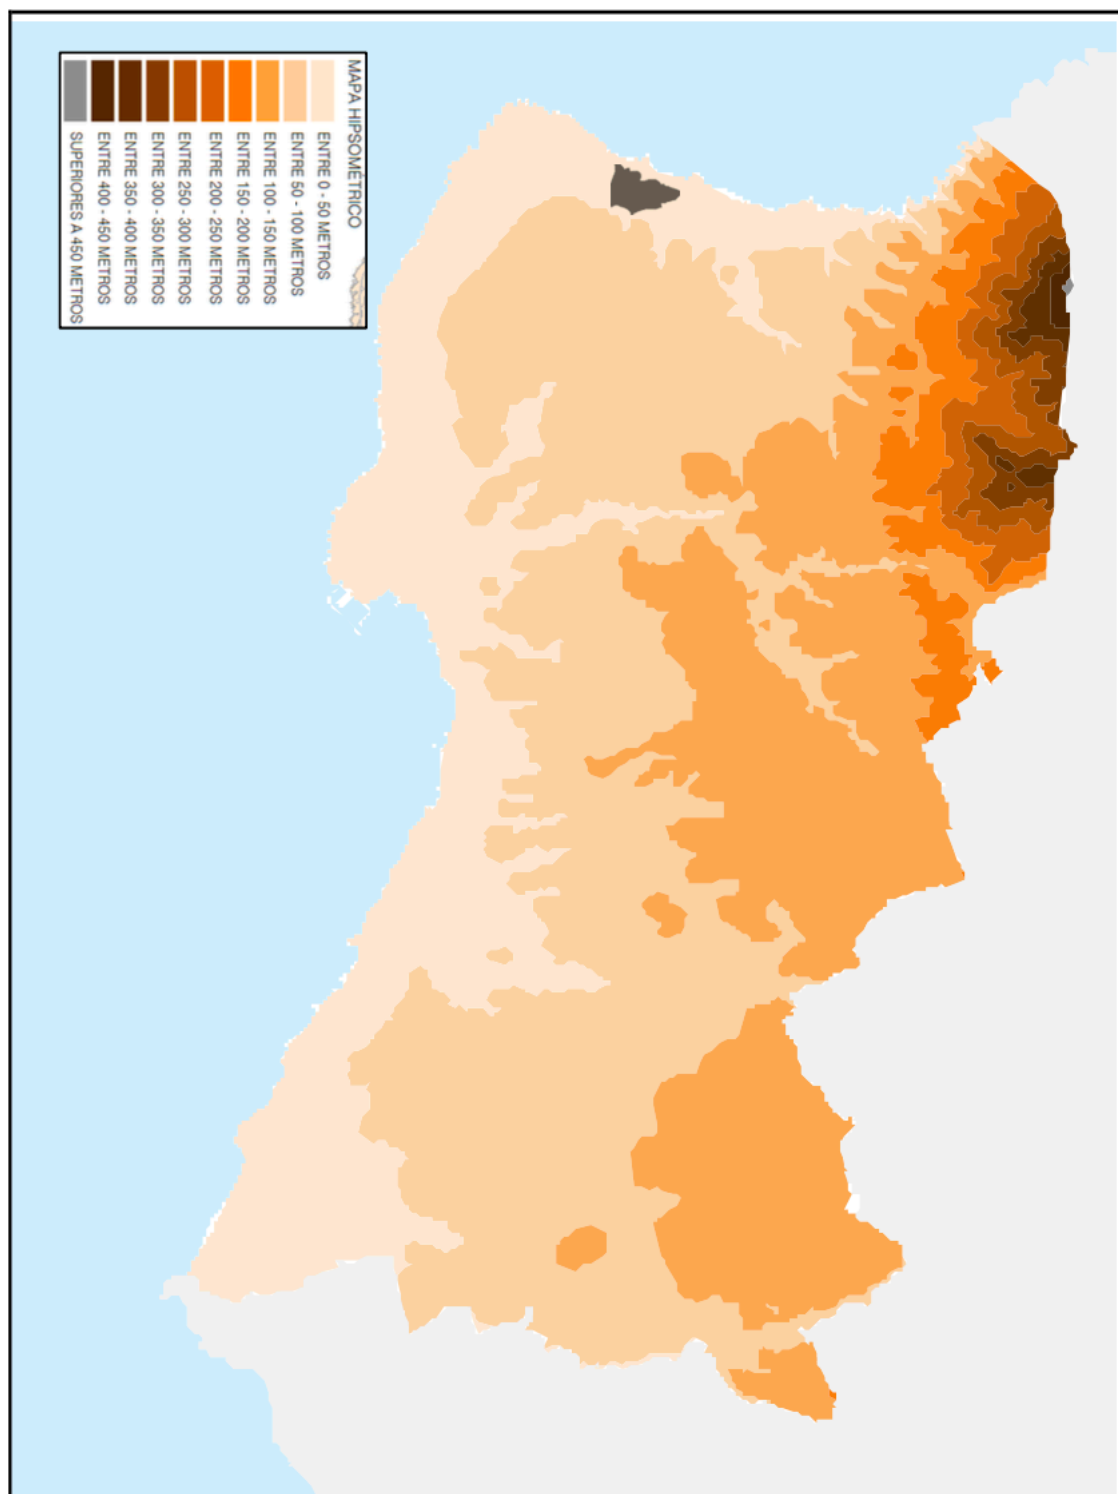 MAPA HIPSOMÉTRICO
ENTRE 0 - 50 METROS
ENTRE 50 - 100 METROS
ENTRE 100 - 150 METROS
ENTRE 150 - 200 METROS
ENTRE 200 - 250 METROS
ENTRE 250 - 300 METROS
ENTRE 300 - 350 METROS
ENTRE 350 - 400 METROS
ENTRE 400 - 450 METROS
SUPERIORES A 450 METROS